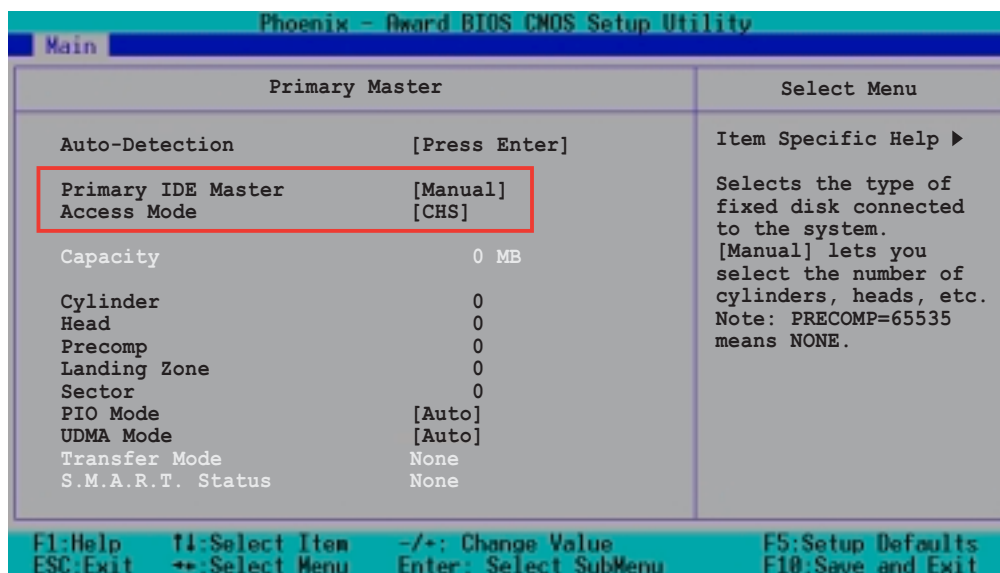 Phoenix - Award BIOS CMOS Setup Utility
Main
Primary Master
Select Menu
Auto-Detection [Press Enter]
Primary IDE Master [Manual]
Access Mode [CHS]
Capacity 0 MB
Cylinder 0
Head 0
Precomp 0
Landing Zone 0
Sector 0
PIO Mode [Auto]
UDMA Mode [Auto]
Transfer Mode None
S.M.A.R.T. Status None
Item Specific Help ▶
Selects the type of
fixed disk connected
to the system.
[Manual] lets you
select the number of
cylinders, heads, etc.
Note: PRECOMP=65535
means NONE.
F1:Help ↑↓:Select Item -/+: Change Value F5:Setup Defaults
ESC:Exit ←→:Select Menu Enter: Select SubMenu F10:Save and Exit